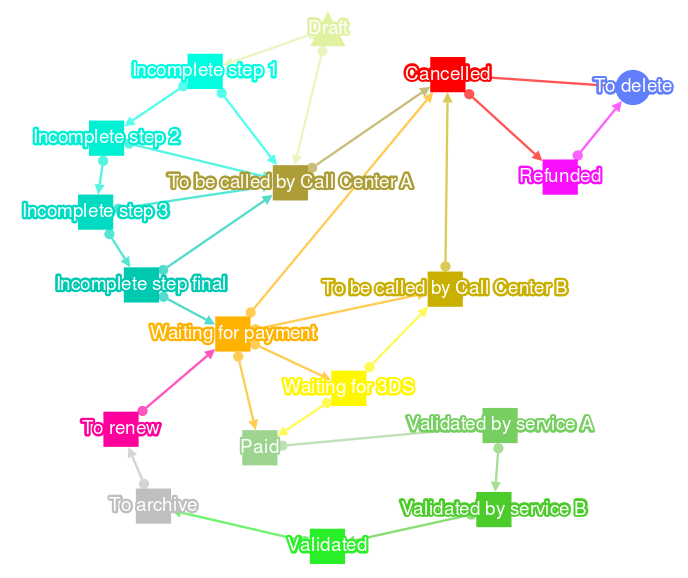 Draft
Incomplete step 1
Cancelled
To delete
Incomplete step 2
Refunded
To be called by Call Center A
Incomplete step 3
Incomplete step final
To be called by Call Center B
Waiting for payment
Waiting for 3DS
To renew
Validated by service A
Paid
To archive
Validated by service B
Validated